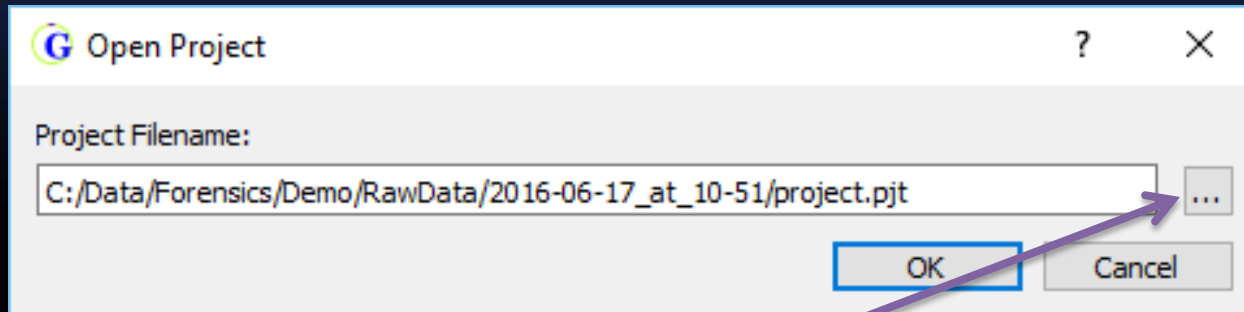 G Open Project ? X
Project Filename:
C:/Data/Forensics/Demo/RawData/2016-06-17_at_10-51/project.pjt ...
OK Cancel